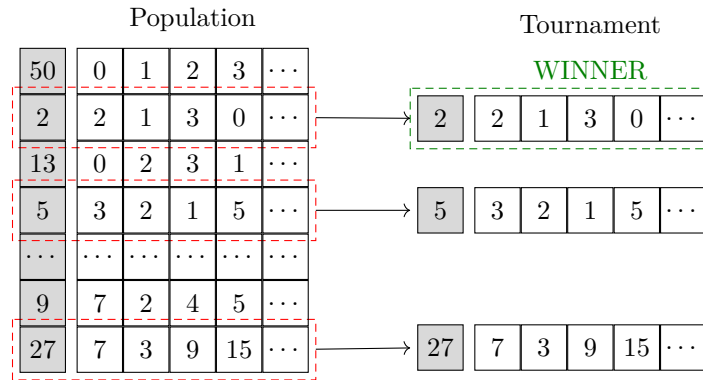 Population Tournament
WINNER
50 0 1 2 3 ···
2 2 1 3 0 ··· 2 2 1 3 0 ···
13 0 2 3 1 ···
5 3 2 1 5 ··· 5 3 2 1 5 ···
··· ··· ··· ··· ··· ···
9 7 2 4 5 ···
27 7 3 9 15 ··· 27 7 3 9 15 ···